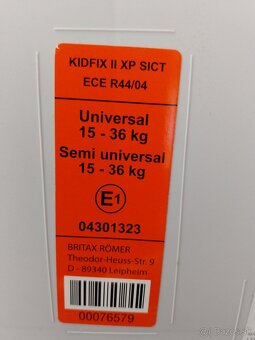 KIDFIX II XP SICT
ECE R44/04
Universal
15 - 36 kg
Semi universal
15 - 36 kg
E1
04301323
BRITAX RÖMER
Theodor-Heuss-Str. 9
D - 89340 Leipheim
00076579